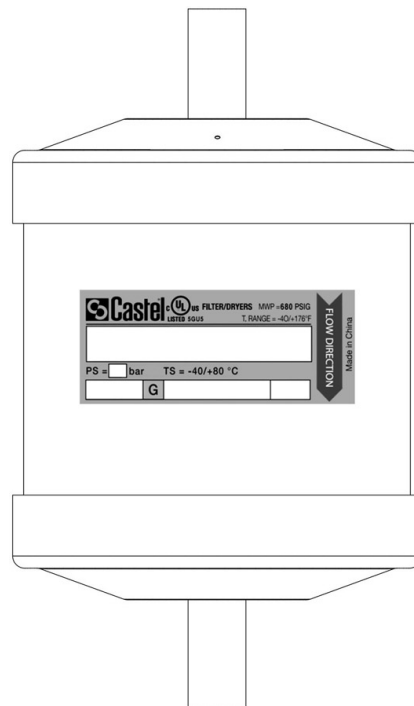 Castel c UL us FILTER/DRYERS MWP =680 PSIG
LISTED SGU5 T. RANGE = -40/+176°F
PS = bar TS = -40/+80 °C
G
FLOW DIRECTION
Made in China